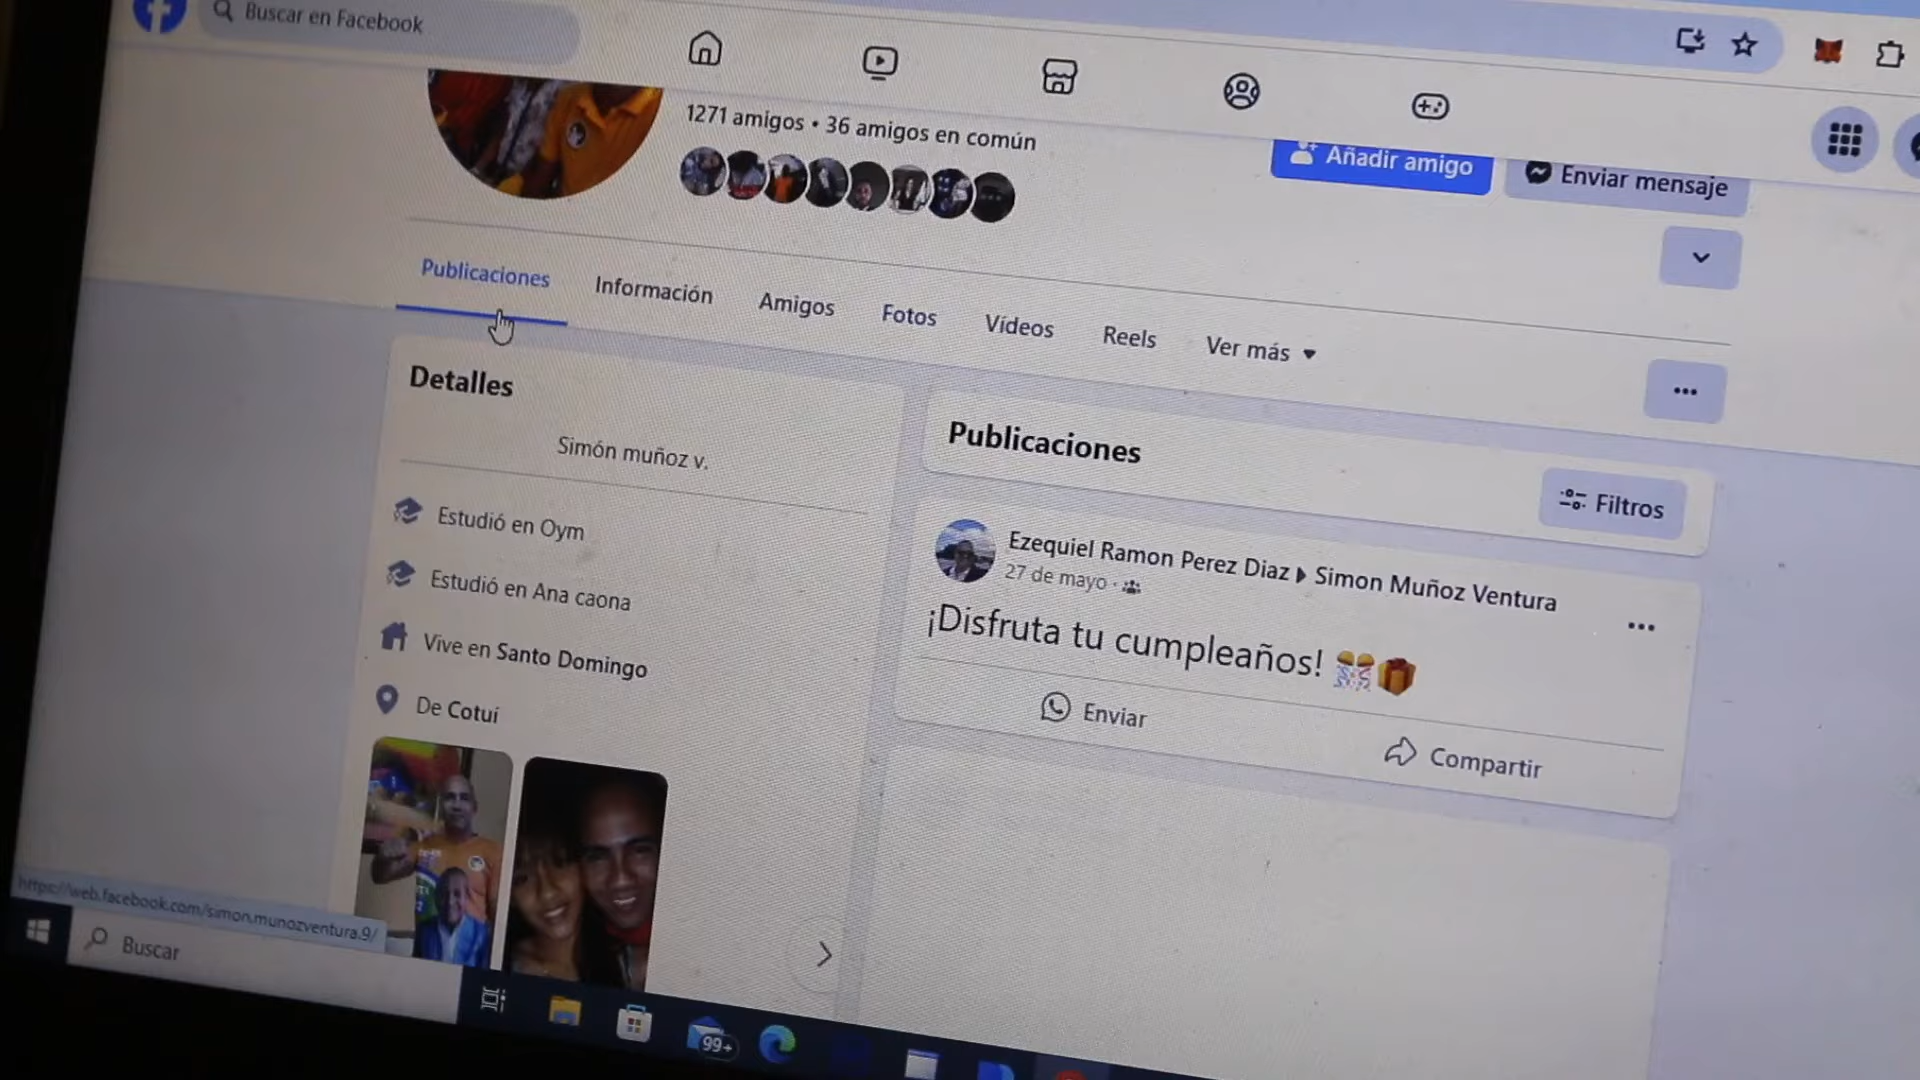 Buscar en Facebook
1271 amigos • 36 amigos en común
Añadir amigo
Enviar mensaje
Publicaciones
Información
Amigos
Fotos
Vídeos
Reels
Ver más
Detalles
Simón muñoz v.
Estudió en Oym
Estudió en Ana caona
Vive en Santo Domingo
De Cotuí
Publicaciones
Filtros
Ezequiel Ramon Perez Diaz ▸ Simon Muñoz Ventura
27 de mayo ·
¡Disfruta tu cumpleaños! 🎊🎁
Enviar
Compartir
https://web.facebook.com/simon.munozventura.9/
Buscar
99+